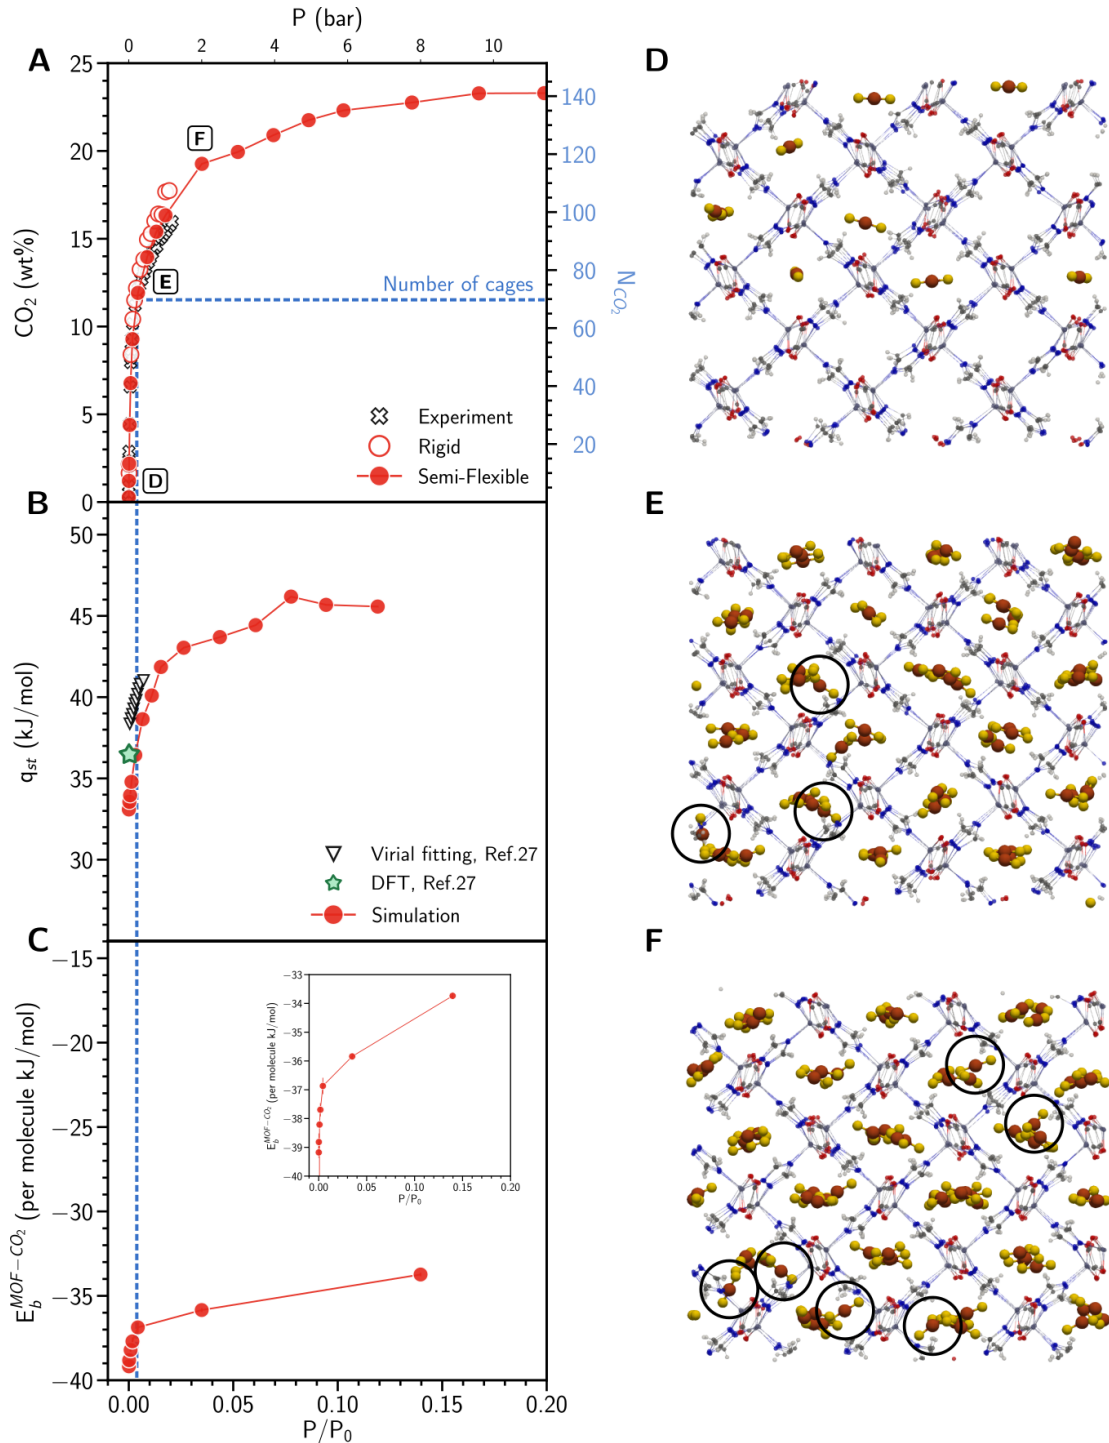 P (bar)
0 2 4 6 8 10
A
25
20
15
10
5
0
CO₂ (wt%)
140
120
100
80
60
40
20
N_CO₂
F
E
D
Number of cages
Experiment
Rigid
Semi-Flexible
B
50
45
40
35
30
q_st (kJ/mol)
Virial fitting, Ref.27
DFT, Ref.27
Simulation
C
−15
−20
−25
−30
−35
−40
E_b^MOF−CO₂ (per molecule kJ/mol)
−33
−34
−35
−36
−37
−38
−39
−40
E_b^MOF−CO₂ (per molecule kJ/mol)
0.00 0.05 0.10 0.15 0.20
P/P₀
0.00 0.05 0.10 0.15 0.20
P/P₀
D
E
F